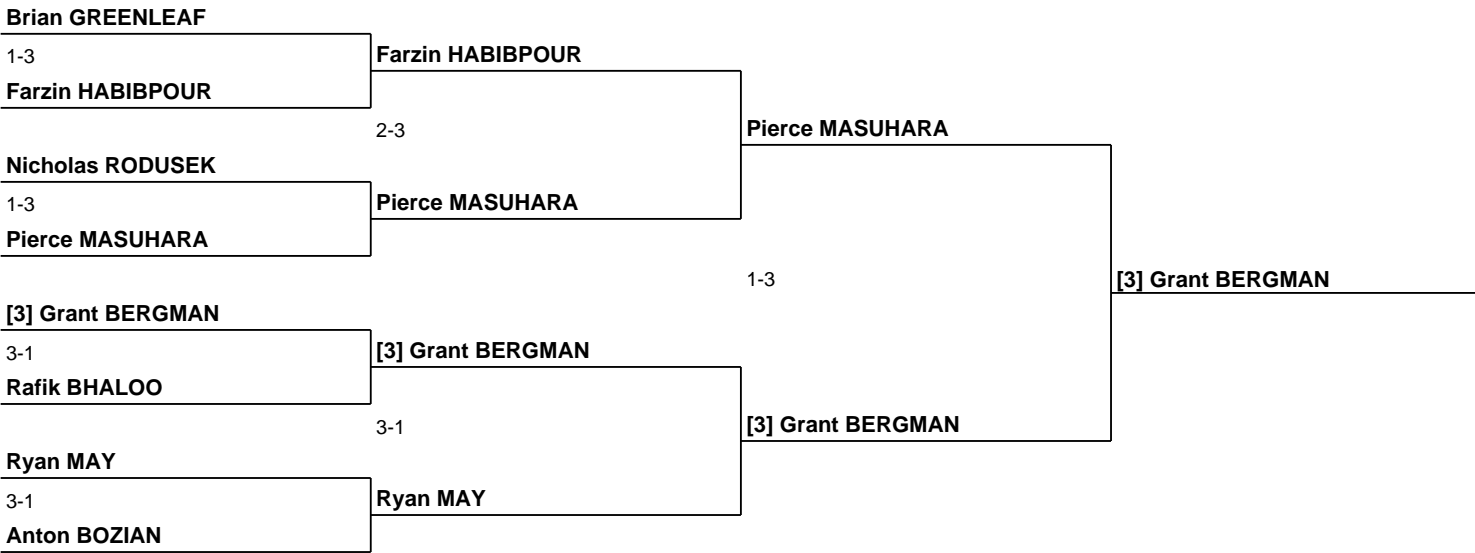 Brian GREENLEAF
1-3
Farzin HABIBPOUR
Farzin HABIBPOUR
2-3
Pierce MASUHARA
Nicholas RODUSEK
1-3
Pierce MASUHARA
Pierce MASUHARA
1-3
[3] Grant BERGMAN
[3] Grant BERGMAN
3-1
[3] Grant BERGMAN
Rafik BHALOO
3-1
[3] Grant BERGMAN
Ryan MAY
3-1
Ryan MAY
Anton BOZIAN